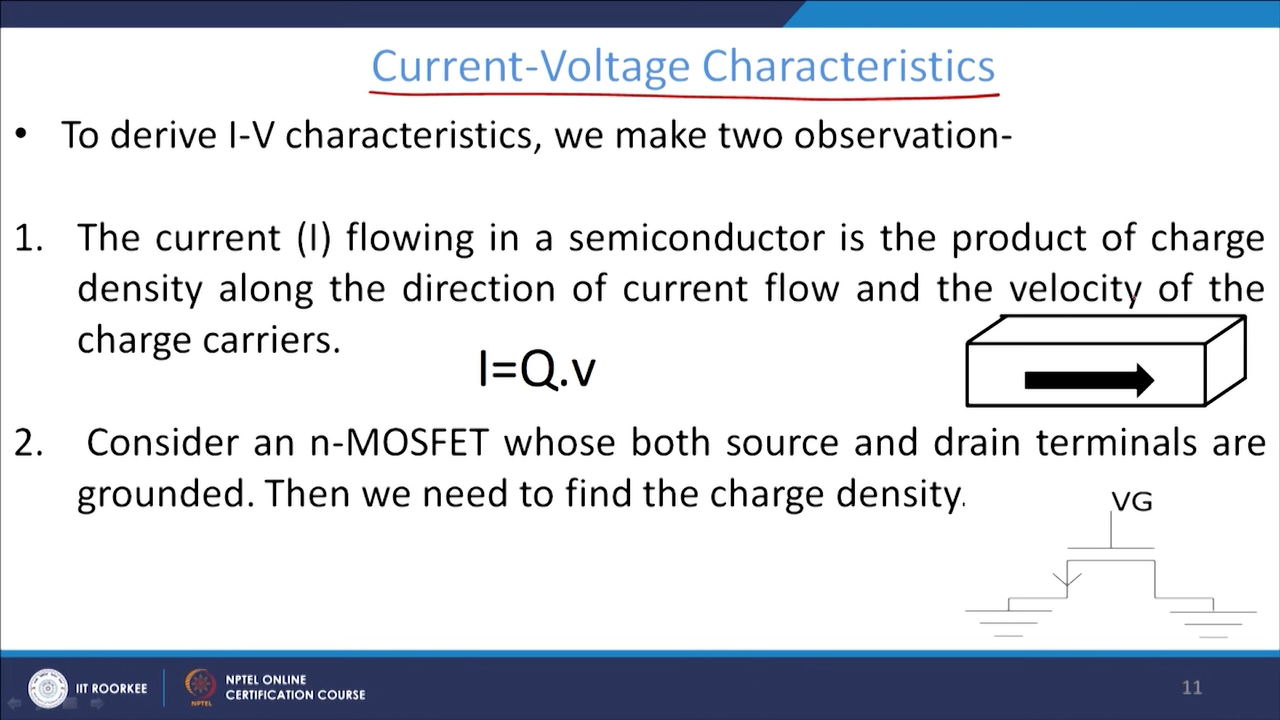 Current-Voltage Characteristics
• To derive I-V characteristics, we make two observation-
1. The current (I) flowing in a semiconductor is the product of charge
density along the direction of current flow and the velocity of the
charge carriers.
I=Q.v
2. Consider an n-MOSFET whose both source and drain terminals are
grounded. Then we need to find the charge density.
VG
IIT ROORKEE
NPTEL
NPTEL ONLINE
CERTIFICATION COURSE
11